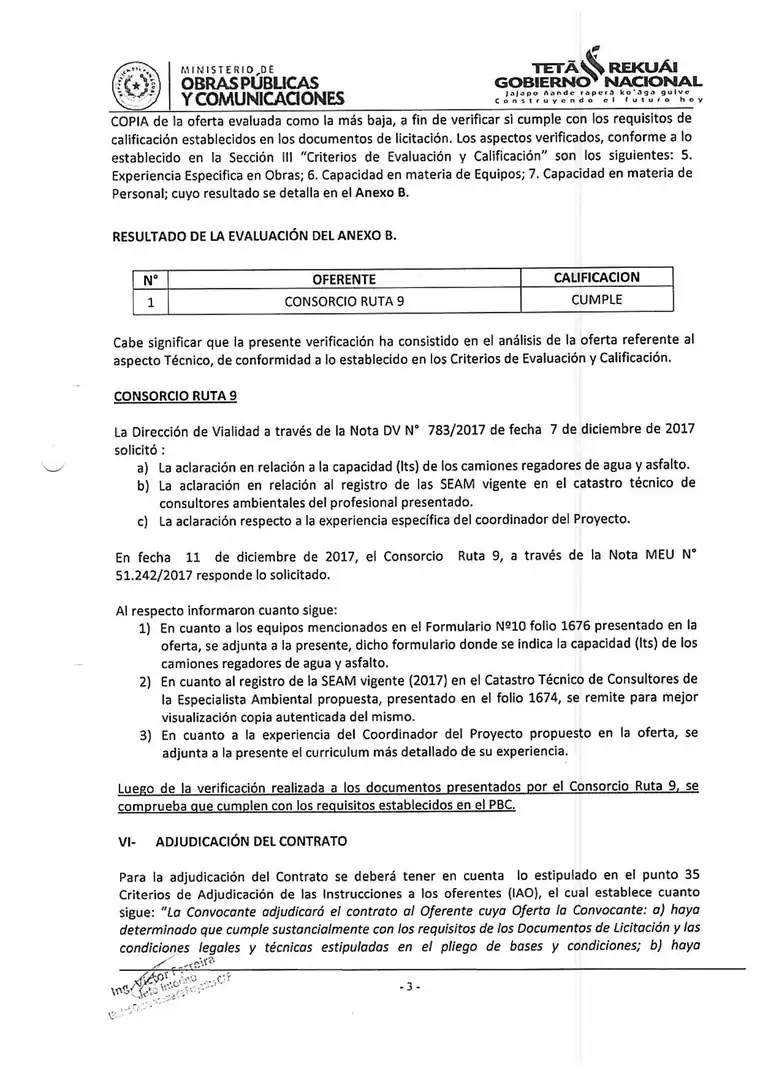 MINISTERIO DE
OBRAS PÚBLICAS
Y COMUNICACIONES
TETÃ REKUÁI
GOBIERNO NACIONAL
Jajapo ñande raperã ko'ãga guive
Construyendo el futuro hoy
COPIA de la oferta evaluada como la más baja, a fin de verificar si cumple con los requisitos de
calificación establecidos en los documentos de licitación. Los aspectos verificados, conforme a lo
establecido en la Sección III "Criterios de Evaluación y Calificación" son los siguientes: 5.
Experiencia Especifica en Obras; 6. Capacidad en materia de Equipos; 7. Capacidad en materia de
Personal; cuyo resultado se detalla en el Anexo B.
RESULTADO DE LA EVALUACIÓN DEL ANEXO B.
N° OFERENTE CALIFICACION
1 CONSORCIO RUTA 9 CUMPLE
Cabe significar que la presente verificación ha consistido en el análisis de la oferta referente al
aspecto Técnico, de conformidad a lo establecido en los Criterios de Evaluación y Calificación.
CONSORCIO RUTA 9
La Dirección de Vialidad a través de la Nota DV N° 783/2017 de fecha 7 de diciembre de 2017
solicitó :
a) La aclaración en relación a la capacidad (lts) de los camiones regadores de agua y asfalto.
b) La aclaración en relación al registro de las SEAM vigente en el catastro técnico de
consultores ambientales del profesional presentado.
c) La aclaración respecto a la experiencia específica del coordinador del Proyecto.
En fecha 11 de diciembre de 2017, el Consorcio Ruta 9, a través de la Nota MEU N°
51.242/2017 responde lo solicitado.
Al respecto informaron cuanto sigue:
1) En cuanto a los equipos mencionados en el Formulario Nº10 folio 1676 presentado en la
oferta, se adjunta a la presente, dicho formulario donde se indica la capacidad (lts) de los
camiones regadores de agua y asfalto.
2) En cuanto al registro de la SEAM vigente (2017) en el Catastro Técnico de Consultores de
la Especialista Ambiental propuesta, presentado en el folio 1674, se remite para mejor
visualización copia autenticada del mismo.
3) En cuanto a la experiencia del Coordinador del Proyecto propuesto en la oferta, se
adjunta a la presente el curriculum más detallado de su experiencia.
Luego de la verificación realizada a los documentos presentados por el Consorcio Ruta 9, se
comprueba que cumplen con los requisitos establecidos en el PBC.
VI- ADJUDICACIÓN DEL CONTRATO
Para la adjudicación del Contrato se deberá tener en cuenta lo estipulado en el punto 35
Criterios de Adjudicación de las Instrucciones a los oferentes (IAO), el cual establece cuanto
sigue: "La Convocante adjudicará el contrato al Oferente cuya Oferta la Convocante: a) haya
determinado que cumple sustancialmente con los requisitos de los Documentos de Licitación y las
condiciones legales y técnicas estipuladas en el pliego de bases y condiciones; b) haya
Ing. Víctor Ferreira
Jefe Interino
- 3 -